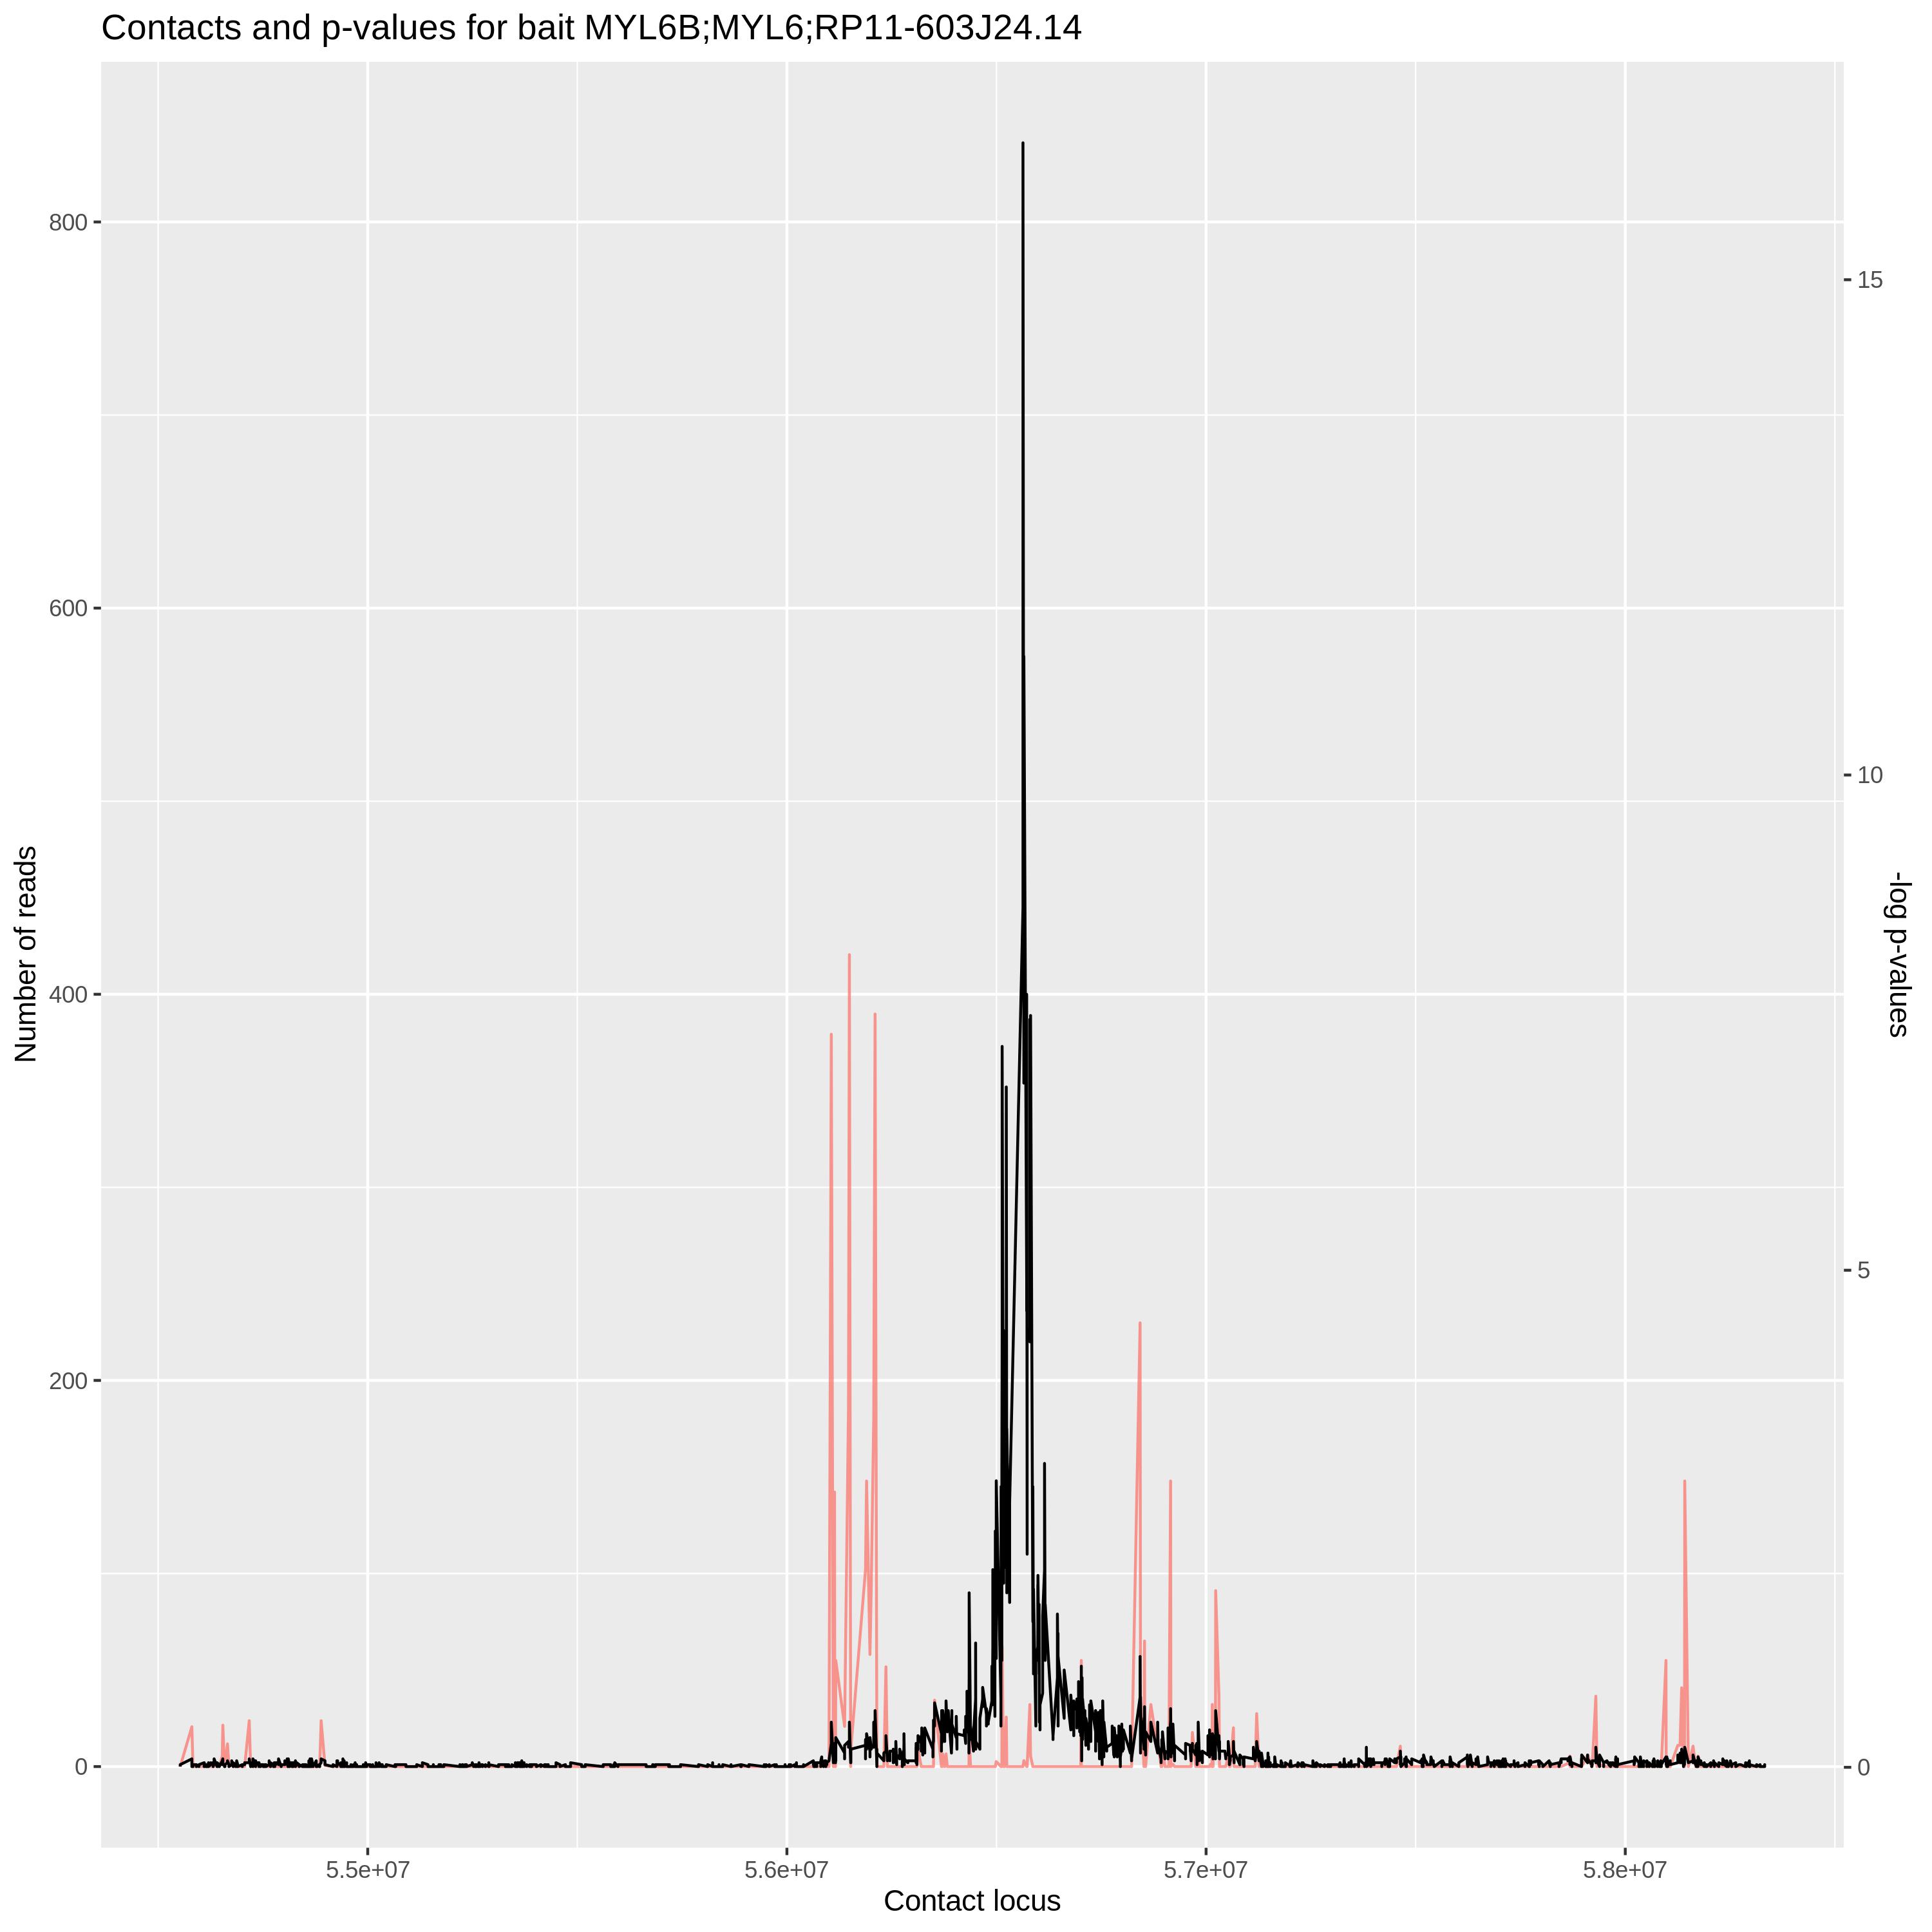 Contacts and p-values for bait MYL6B;MYL6;RP11-603J24.14
Number of reads
800
600
400
200
0
15
10
5
0
-log p-values
5.5e+07
5.6e+07
5.7e+07
5.8e+07
Contact locus